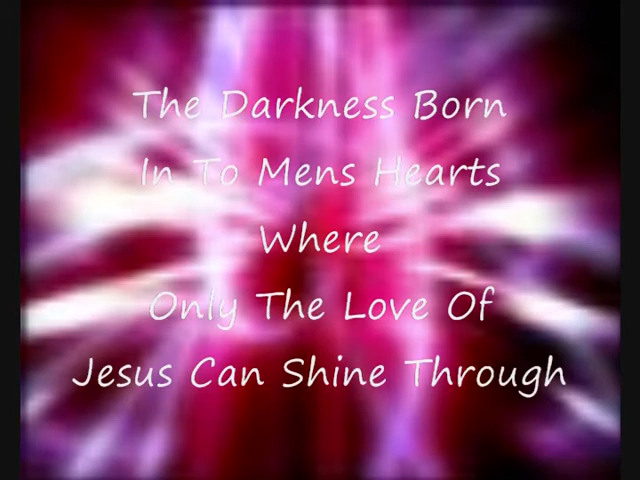 The Darkness Born
In To Mens Hearts
Where
Only The Love Of
Jesus Can Shine Through